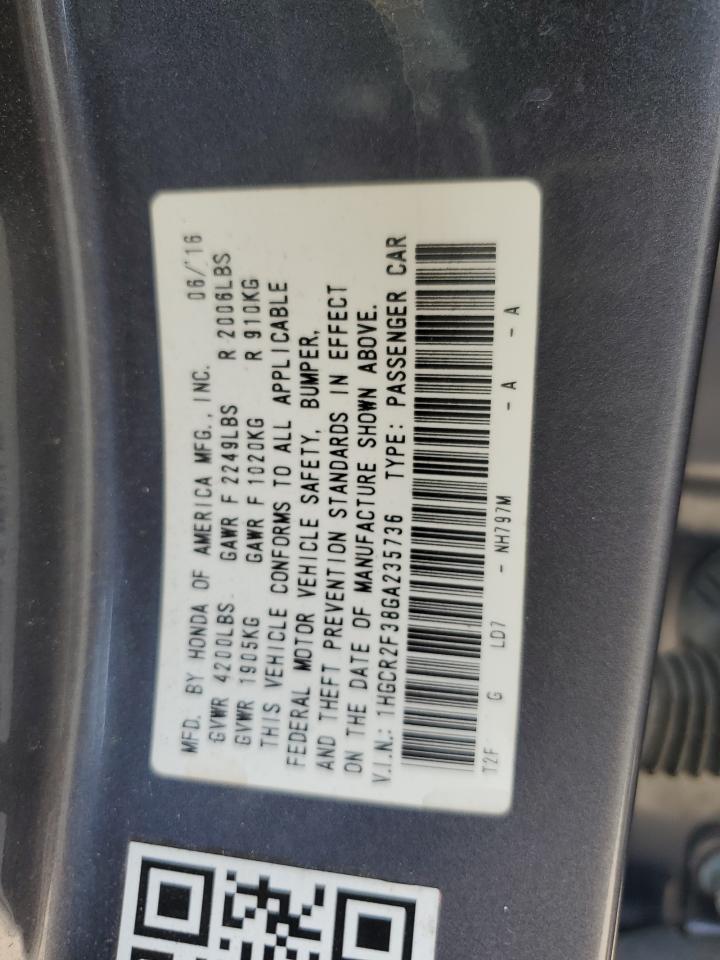 MFD. BY HONDA OF AMERICA MFG., INC. 06/'16
GVWR 4200LBS. GAWR F 2249LBS R 2006LBS
GVWR 1905KG GAWR F 1020KG R 910KG
THIS VEHICLE CONFORMS TO ALL APPLICABLE
FEDERAL MOTOR VEHICLE SAFETY, BUMPER,
AND THEFT PREVENTION STANDARDS IN EFFECT
ON THE DATE OF MANUFACTURE SHOWN ABOVE.
V.I.N.: 1HGCR2F38GA235736 TYPE: PASSENGER CAR
T2F G LD7 - NH797M - A - A